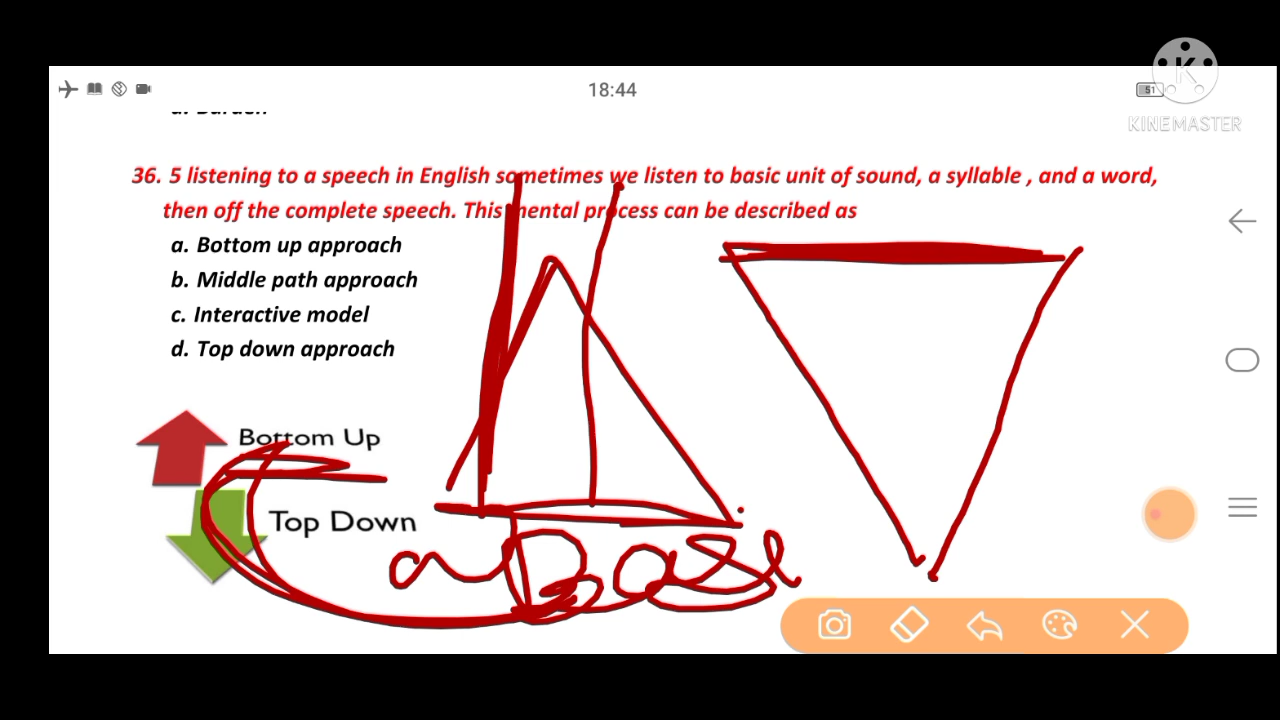 18:44
51
K
KINEMASTER
36. 5 listening to a speech in English sometimes we listen to basic unit of sound, a syllable , and a word,
then off the complete speech. This mental process can be described as
a. Bottom up approach
b. Middle path approach
c. Interactive model
d. Top down approach
Bottom Up
Top Down
a Base